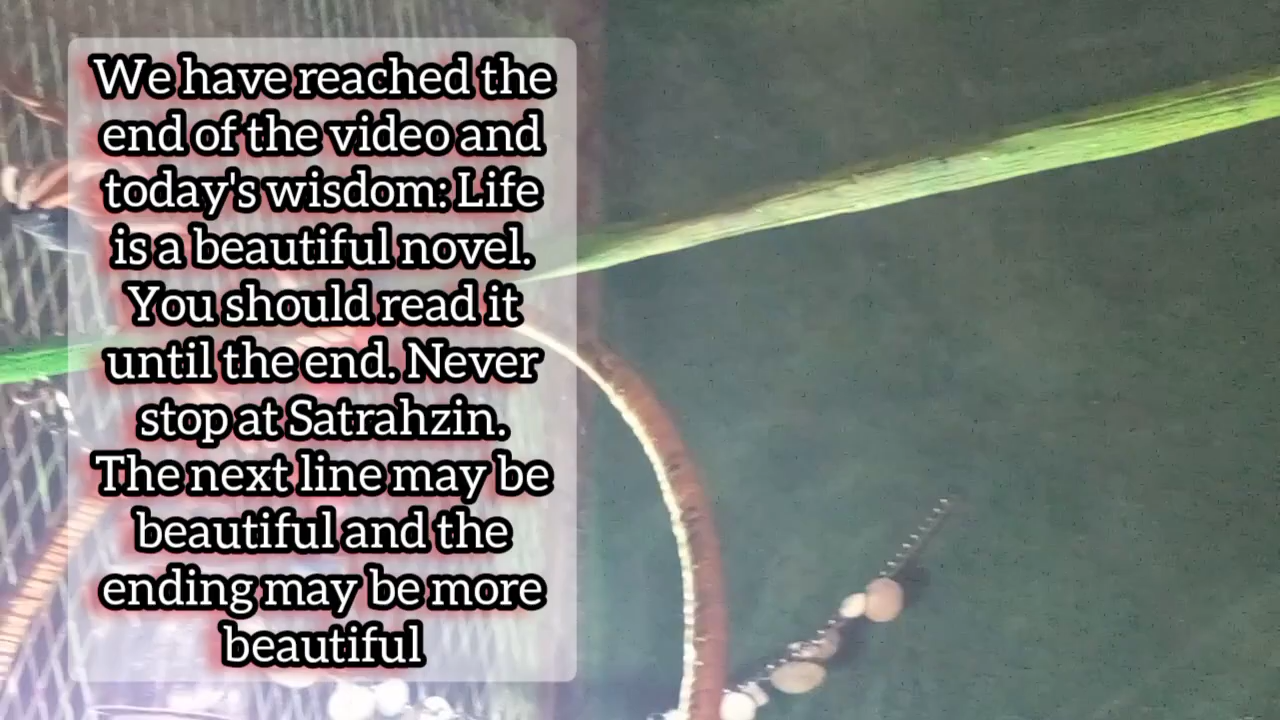 We have reached the
end of the video and
today's wisdom: Life
is a beautiful novel.
You should read it
until the end. Never
stop at Satrahzin.
The next line may be
beautiful and the
ending may be more
beautiful